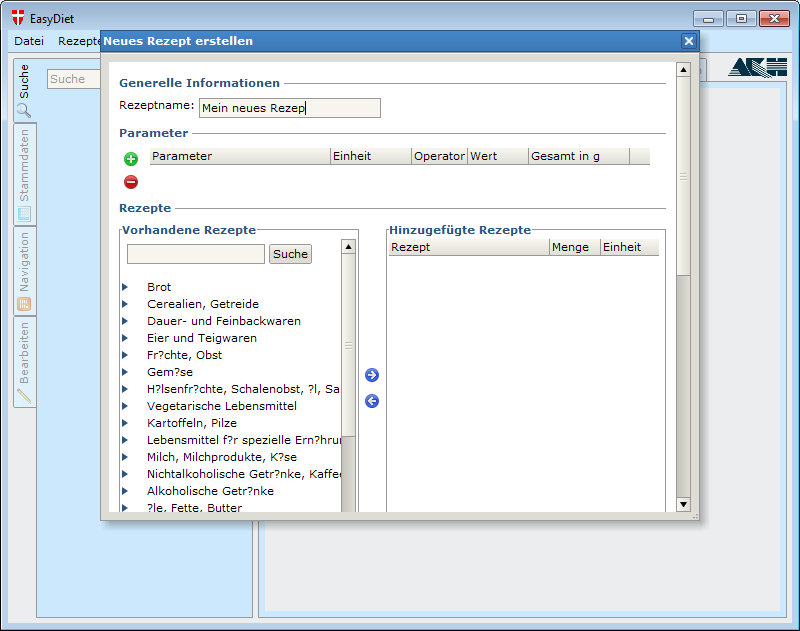 EasyDiet
Datei Rezepte
Neues Rezept erstellen
Suche
Suche
Stammdaten
Navigation
Bearbeiten
AKH
Generelle Informationen
Rezeptname: Mein neues Rezep
Parameter
Parameter Einheit Operator Wert Gesamt in g
Rezepte
Vorhandene Rezepte
Suche
Brot
Cerealien, Getreide
Dauer- und Feinbackwaren
Eier und Teigwaren
Fr?chte, Obst
Gem?se
H?lsenfr?chte, Schalenobst, ?l, Sa
Vegetarische Lebensmittel
Kartoffeln, Pilze
Lebensmittel f?r spezielle Ern?hrun
Milch, Milchprodukte, K?se
Nichtalkoholische Getr?nke, Kaffee
Alkoholische Getr?nke
?le, Fette, Butter
Hinzugefügte Rezepte
Rezept Menge Einheit